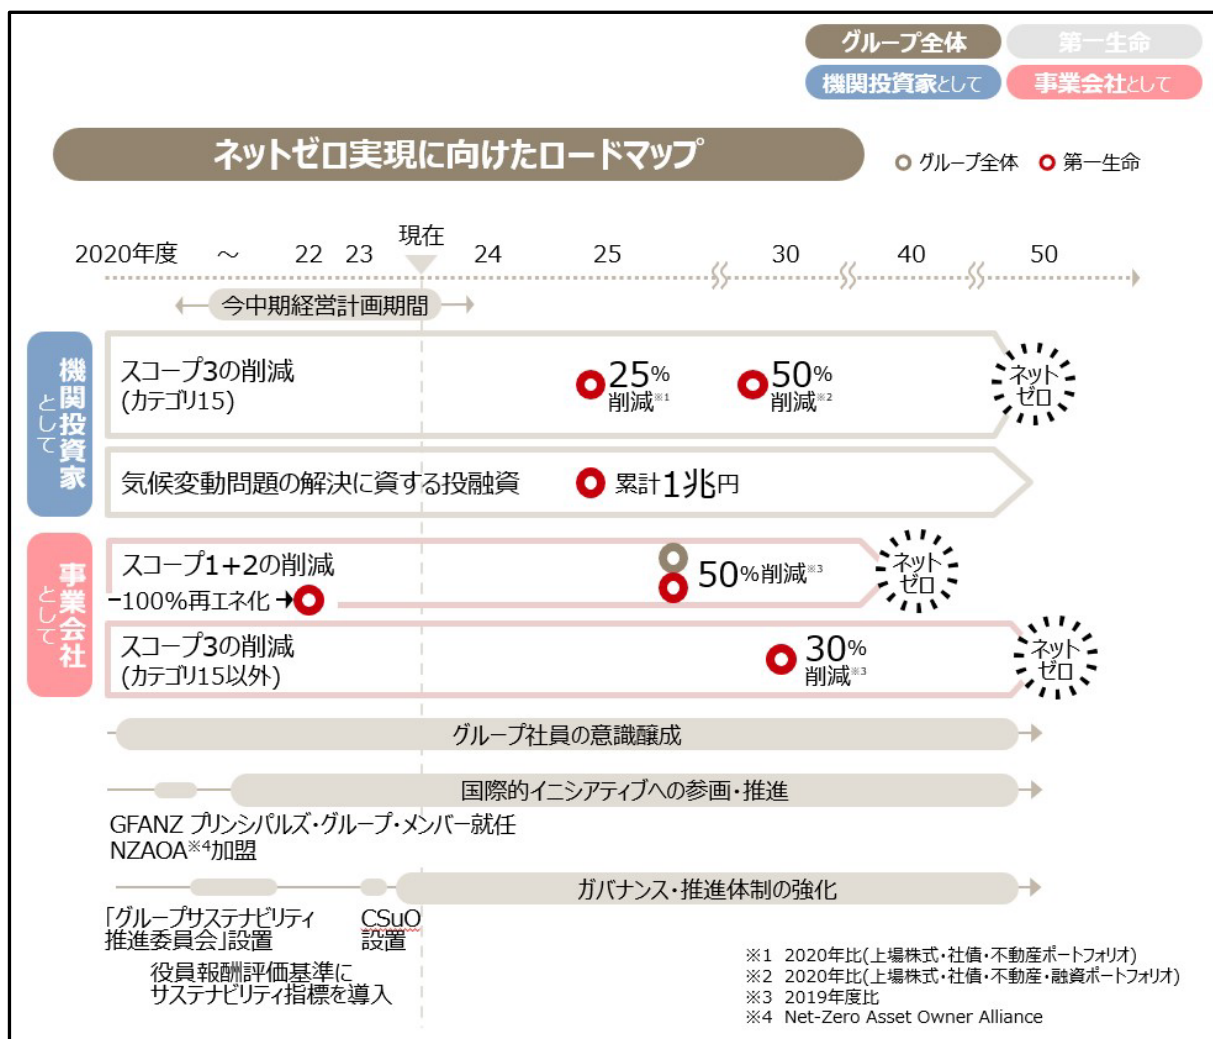 グループ全体
第一生命
機関投資家として
事業会社として
ネットゼロ実現に向けたロードマップ
グループ全体
第一生命
現在
2020年度 ～ 22 23 24 25 30 40 50
今中期経営計画期間
機関投資家
として
スコープ3の削減
(カテゴリ15)
25%
削減※1
50%
削減※2
ネット
ゼロ
気候変動問題の解決に資する投融資
累計1兆円
事業会社
として
スコープ1+2の削減
100%再エネ化
50%削減※3
ネット
ゼロ
スコープ3の削減
(カテゴリ15以外)
30%
削減※3
ネット
ゼロ
グループ社員の意識醸成
国際的イニシアティブへの参画・推進
GFANZ プリンシパルズ・グループ・メンバー就任
NZAOA※4加盟
ガバナンス・推進体制の強化
「グループサステナビリティ
推進委員会」設置
CSuO
設置
役員報酬評価基準に
サステナビリティ指標を導入
※1 2020年比(上場株式・社債・不動産ポートフォリオ)
※2 2020年比(上場株式・社債・不動産・融資ポートフォリオ)
※3 2019年度比
※4 Net-Zero Asset Owner Alliance